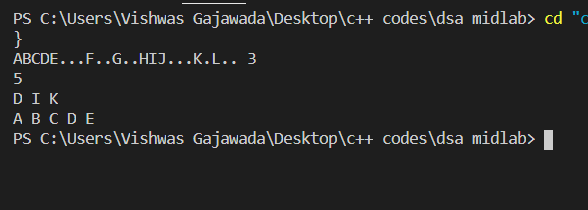 PS C:\Users\Vishwas Gajawada\Desktop\c++ codes\dsa midlab> cd "c
}
ABCDE...F..G..HIJ...K.L.. 3
5
D I K
A B C D E
PS C:\Users\Vishwas Gajawada\Desktop\c++ codes\dsa midlab>